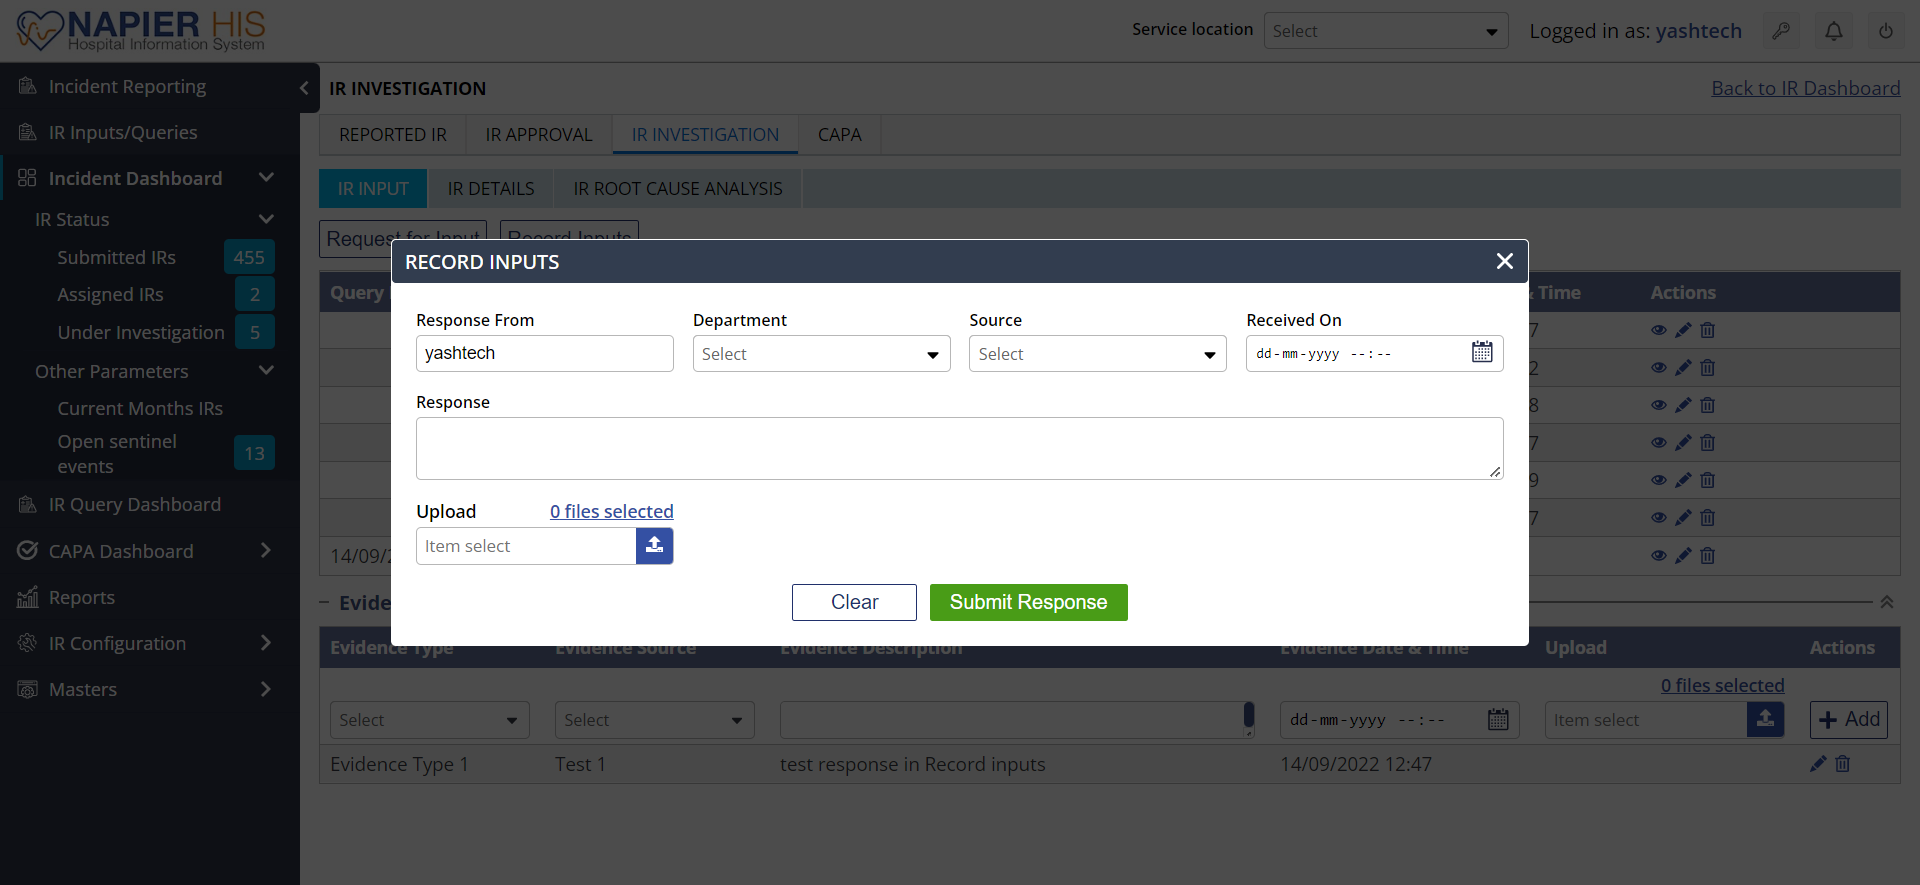 NAPIER HIS
Hospital Information System
Service location
Select
Logged in as: yashtech
Incident Reporting
IR Inputs/Queries
Incident Dashboard
IR Status
Submitted IRs 455
Assigned IRs 2
Under Investigation 5
Other Parameters
Current Months IRs
Open sentinel
events
13
IR Query Dashboard
CAPA Dashboard
Reports
IR Configuration
Masters
IR INVESTIGATION
Back to IR Dashboard
REPORTED IR IR APPROVAL IR INVESTIGATION CAPA
IR INPUT IR DETAILS IR ROOT CAUSE ANALYSIS
Request for Input Record Inputs
Query Time Actions
7
2
8
7
9
7
14/09/
RECORD INPUTS
Response From Department Source Received On
yashtech Select Select dd-mm-yyyy --:--
Response
Upload 0 files selected
Item select
Clear Submit Response
Evide
Evidence Type Evidence Source Evidence Description Evidence Date & Time Upload Actions
0 files selected
Select Select dd-mm-yyyy --:-- Item select + Add
Evidence Type 1 Test 1 test response in Record inputs 14/09/2022 12:47